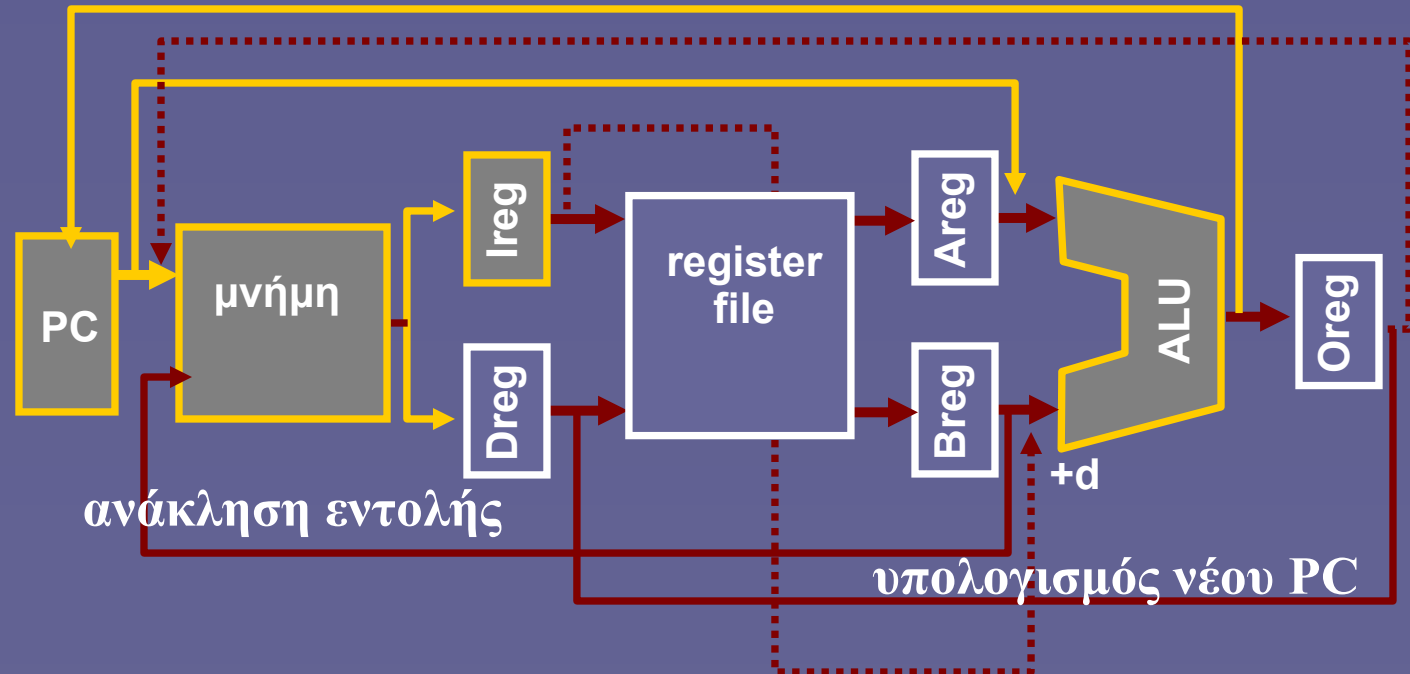 PC
μνήμη
Ireg
Dreg
register
file
Areg
Breg
ALU
+d
Oreg
ανάκληση εντολής
υπολογισμός νέου PC